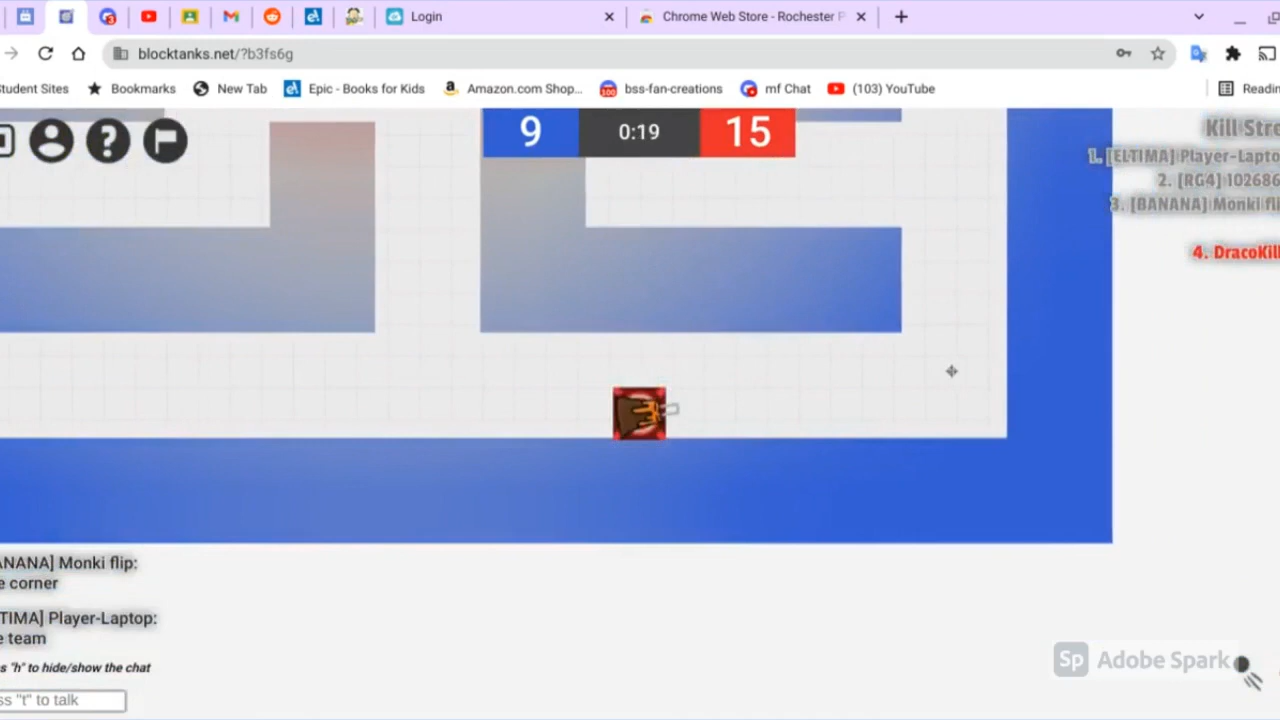 Login
Chrome Web Store - Rochester P
blocktanks.net/?b3fs6g
Student Sites
Bookmarks
New Tab
Epic - Books for Kids
Amazon.com Shop...
bss-fan-creations
mf Chat
(103) YouTube
Readin
9
0:19
15
Kill Stre
1. [ELTIMA] Player-Lapto
2. [RG4] 102686
3. [BANANA] Monki fli
4. DracoKill
ANANA] Monki flip:
e corner
TIMA] Player-Laptop:
e team
s "h" to hide/show the chat
ss "t" to talk
Sp Adobe Spark